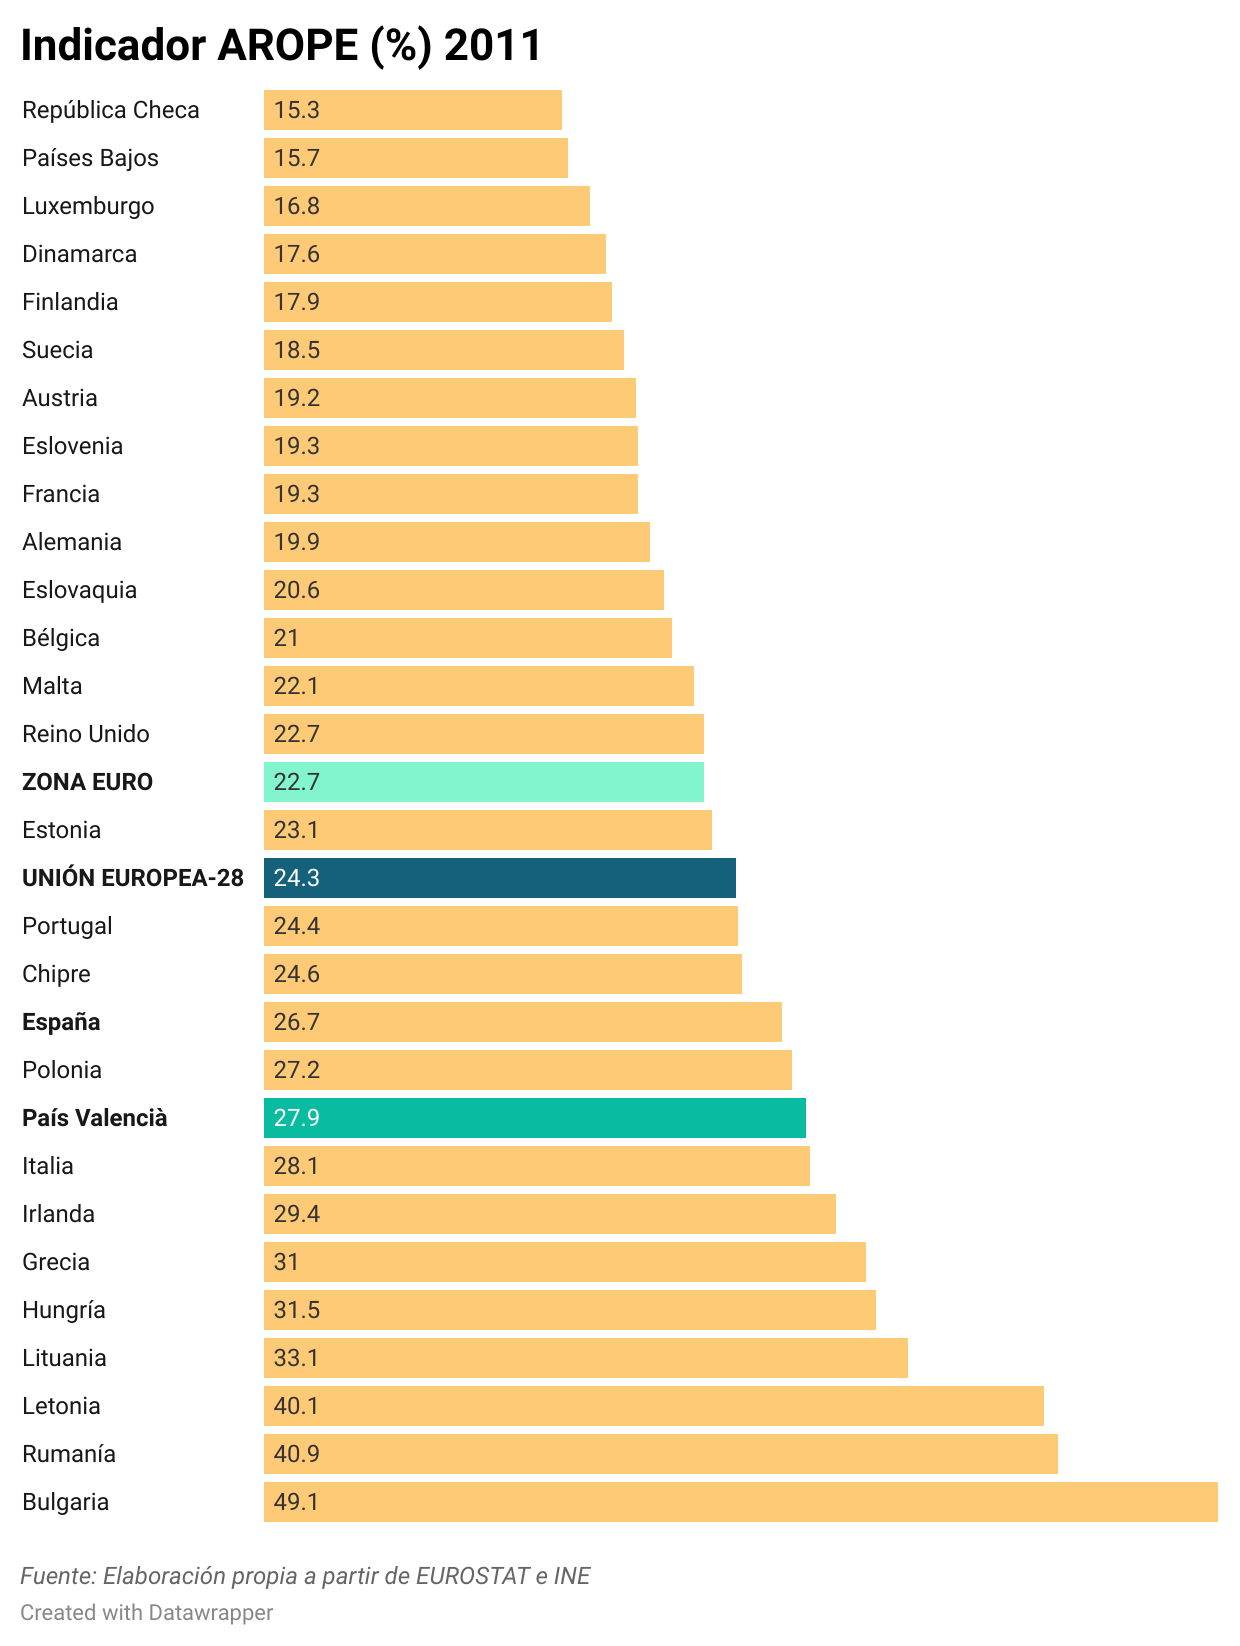 Indicador AROPE (%) 2011
República Checa 15.3
Países Bajos 15.7
Luxemburgo 16.8
Dinamarca 17.6
Finlandia 17.9
Suecia 18.5
Austria 19.2
Eslovenia 19.3
Francia 19.3
Alemania 19.9
Eslovaquia 20.6
Bélgica 21
Malta 22.1
Reino Unido 22.7
ZONA EURO 22.7
Estonia 23.1
UNIÓN EUROPEA-28 24.3
Portugal 24.4
Chipre 24.6
España 26.7
Polonia 27.2
País Valencià 27.9
Italia 28.1
Irlanda 29.4
Grecia 31
Hungría 31.5
Lituania 33.1
Letonia 40.1
Rumanía 40.9
Bulgaria 49.1
Fuente: Elaboración propia a partir de EUROSTAT e INE
Created with Datawrapper